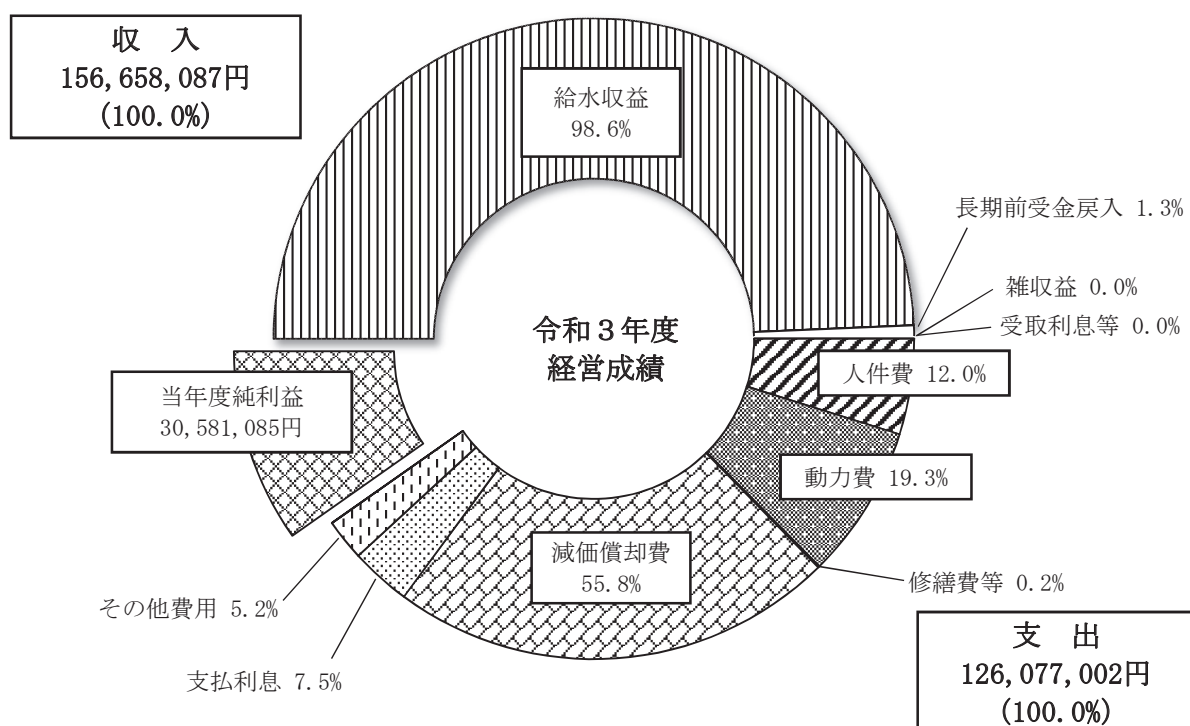 収　入
156,658,087円
(100.0%)
給水収益
98.6%
長期前受金戻入 1.3%
雑収益 0.0%
受取利息等 0.0%
令和３年度
経営成績
人件費 12.0%
当年度純利益
30,581,085円
動力費 19.3%
減価償却費
55.8%
修繕費等 0.2%
その他費用 5.2%
支払利息 7.5%
支　出
126,077,002円
(100.0%)